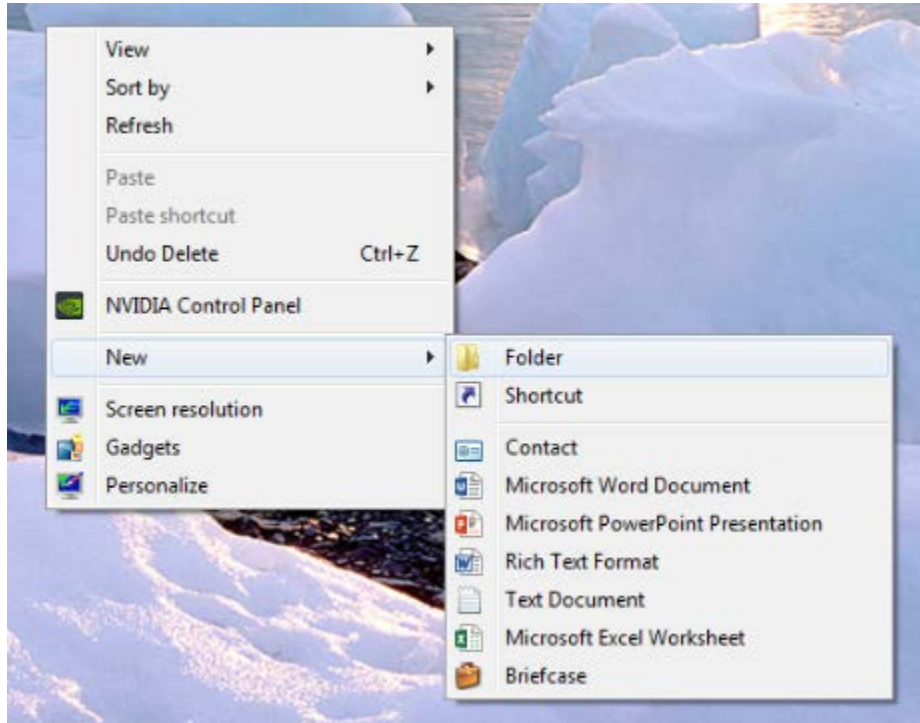 View
Sort by
Refresh
Paste
Paste shortcut
Undo Delete Ctrl+Z
NVIDIA Control Panel
New
Screen resolution
Gadgets
Personalize
Folder
Shortcut
Contact
Microsoft Word Document
Microsoft PowerPoint Presentation
Rich Text Format
Text Document
Microsoft Excel Worksheet
Briefcase